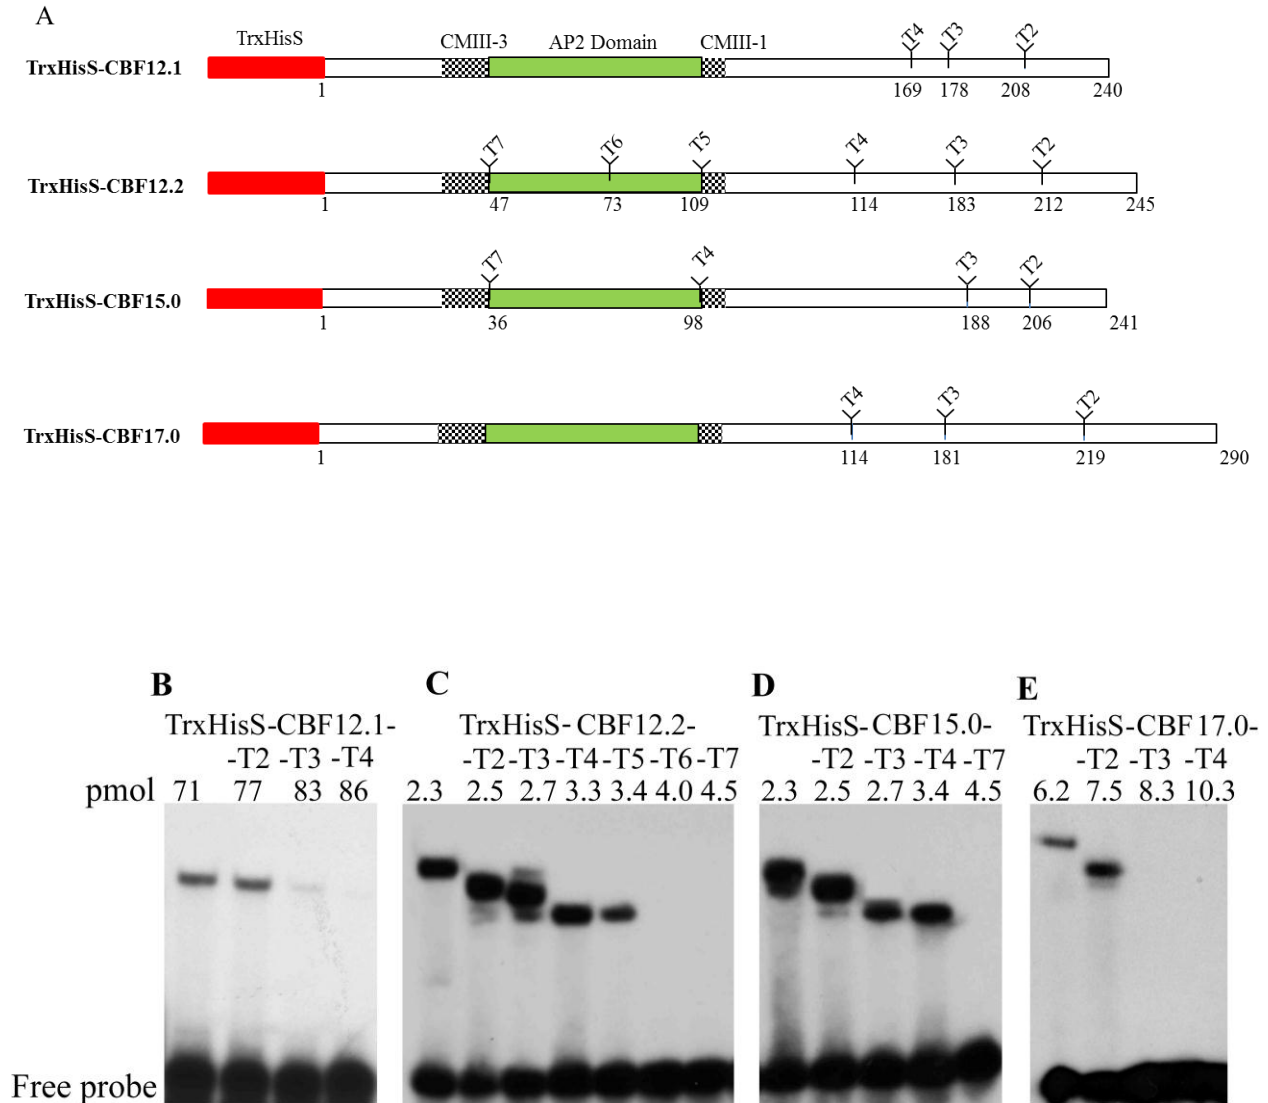 A
TrxHisS CMIII-3 AP2 Domain CMIII-1 T4 T3 T2
TrxHisS-CBF12.1
1 169 178 208 240
T7 T6 T5 T4 T3 T2
TrxHisS-CBF12.2
1 47 73 109 114 183 212 245
T7 T4 T3 T2
TrxHisS-CBF15.0
1 36 98 188 206 241
T4 T3 T2
TrxHisS-CBF17.0
1 114 181 219 290
B C D E
TrxHisS-CBF12.1- TrxHisS-CBF12.2- TrxHisS-CBF15.0- TrxHisS-CBF17.0-
-T2 -T3 -T4 -T2 -T3 -T4 -T5 -T6 -T7 -T2 -T3 -T4 -T7 -T2 -T3 -T4
pmol 71 77 83 86 2.3 2.5 2.7 3.3 3.4 4.0 4.5 2.3 2.5 2.7 3.4 4.5 6.2 7.5 8.3 10.3
Free probe